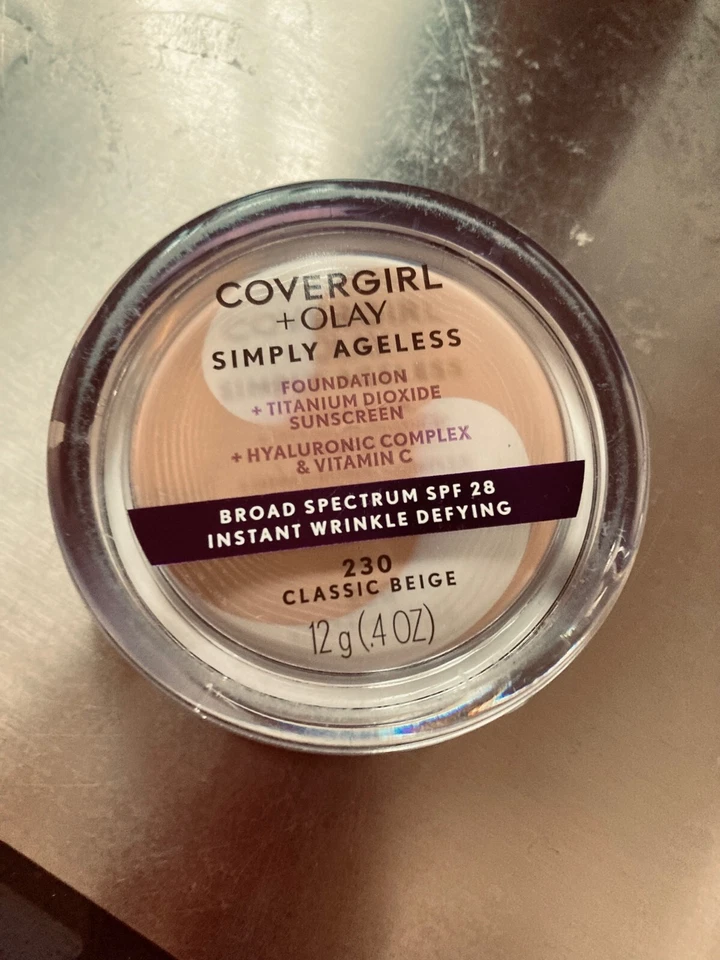 COVERGIRL
+OLAY
SIMPLY AGELESS
FOUNDATION
+ TITANIUM DIOXIDE
SUNSCREEN
+ HYALURONIC COMPLEX
& VITAMIN C
BROAD SPECTRUM SPF 28
INSTANT WRINKLE DEFYING
230
CLASSIC BEIGE
12 g (.4 OZ)